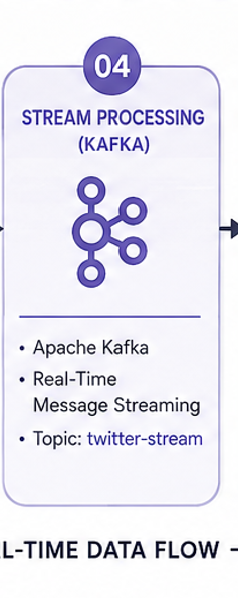 04
STREAM PROCESSING
(KAFKA)
• Apache Kafka
• Real-Time
Message Streaming
• Topic: twitter-stream
L-TIME DATA FLOW